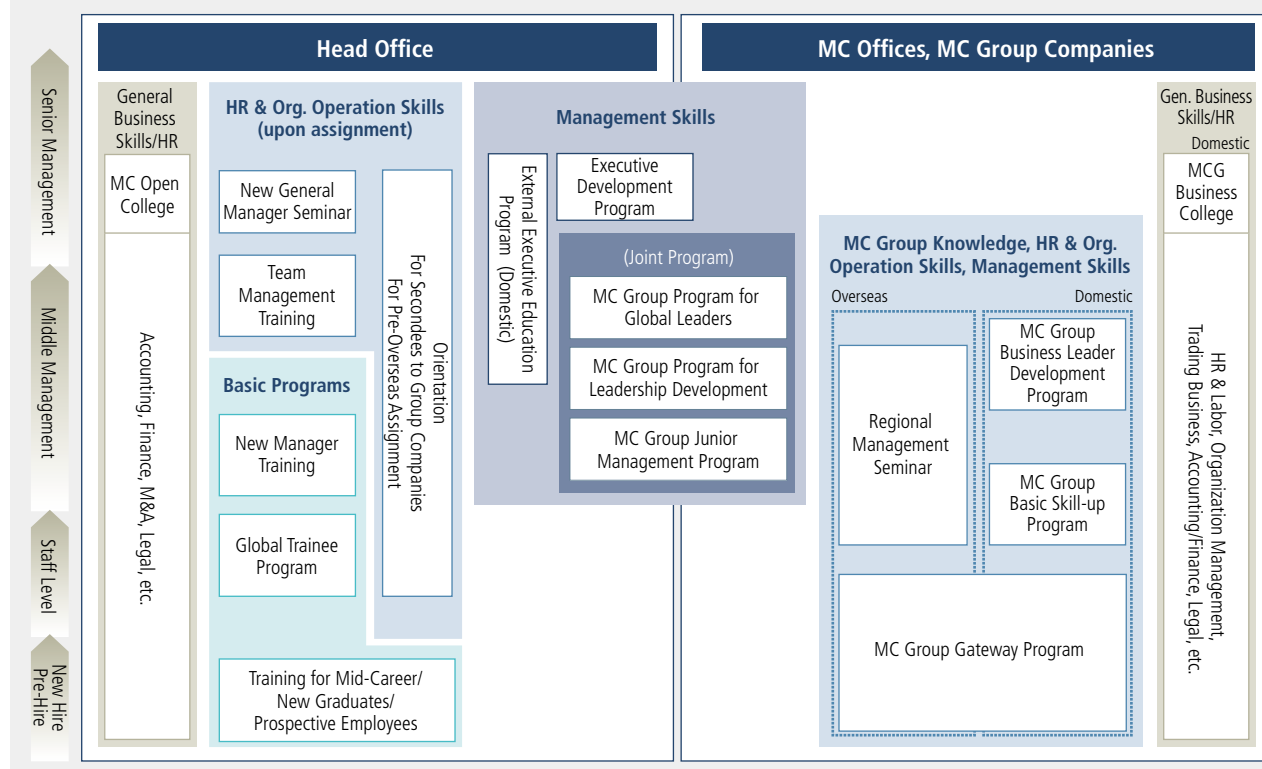 Head Office
MC Offices, MC Group Companies
Senior Management
Middle Management
Staff Level
New Hire
Pre-Hire
General
Business
Skills/HR
MC Open
College
Accounting, Finance, M&A, Legal, etc.
HR & Org. Operation Skills
(upon assignment)
New General
Manager Seminar
Team
Management
Training
Orientation
For Secondees to Group Companies
For Pre-Overseas Assignment
Basic Programs
New Manager
Training
Global Trainee
Program
Training for Mid-Career/
New Graduates/
Prospective Employees
Management Skills
External Executive Education
Program (Domestic)
Executive
Development
Program
(Joint Program)
MC Group Program for
Global Leaders
MC Group Program for
Leadership Development
MC Group Junior
Management Program
MC Group Knowledge, HR & Org.
Operation Skills, Management Skills
Overseas
Domestic
Regional
Management
Seminar
MC Group
Business Leader
Development
Program
MC Group
Basic Skill-up
Program
MC Group Gateway Program
Gen. Business
Skills/HR
Domestic
MCG
Business
College
HR & Labor, Organization Management,
Trading Business, Accounting/Finance, Legal, etc.